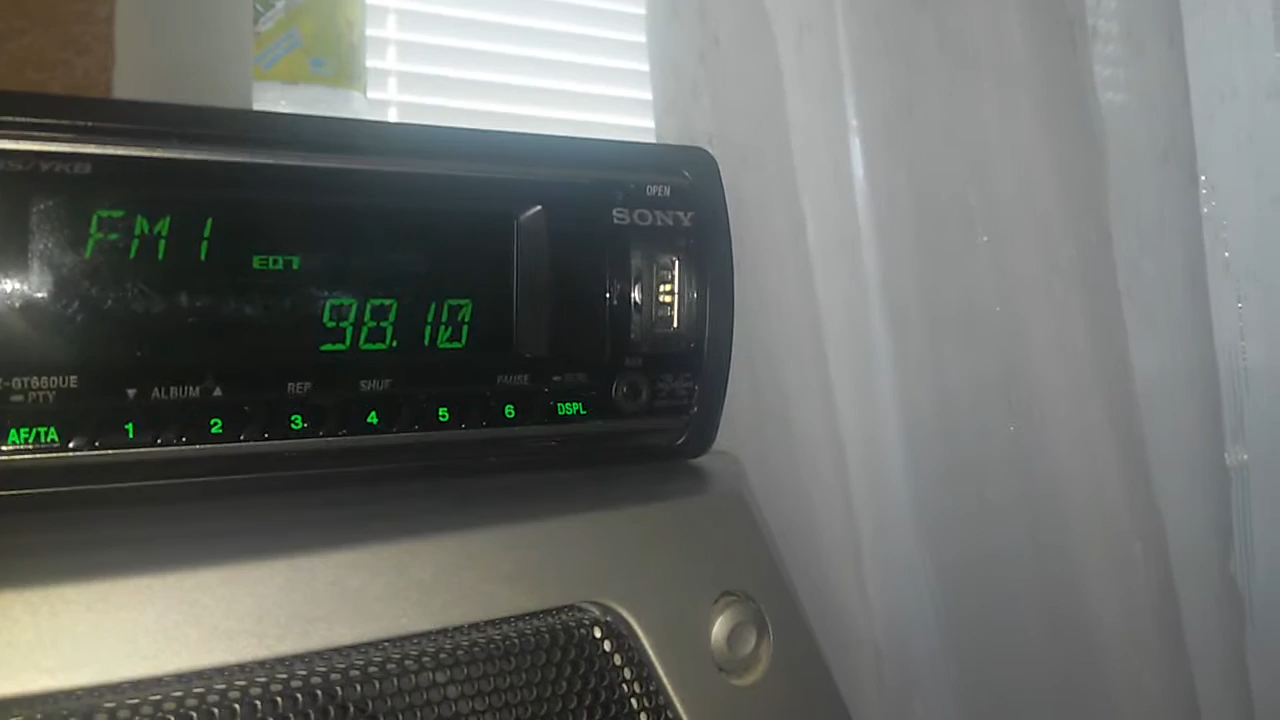 OPEN
SONY
FM1
EQ7
98.10
-GT660UE
PTY
ALBUM
REP
SHUF
PAUSE
AUX
AF/TA 1 2 3 4 5 6 DSPL